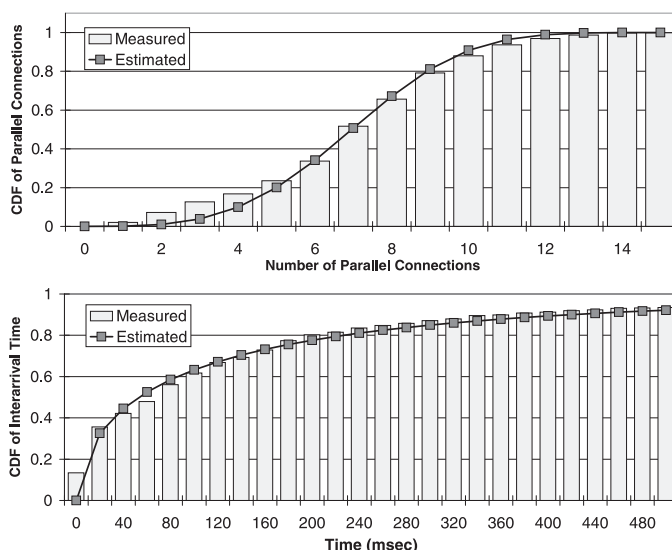 1
0.8
0.6
0.4
0.2
0
CDF of Parallel Connections
Measured
Estimated
0 2 4 6 8 10 12 14
Number of Parallel Connections
1
0.8
0.6
0.4
0.2
0
CDF of Interarrival Time
Measured
Estimated
0 40 80 120 160 200 240 280 320 360 400 440 480
Time (msec)